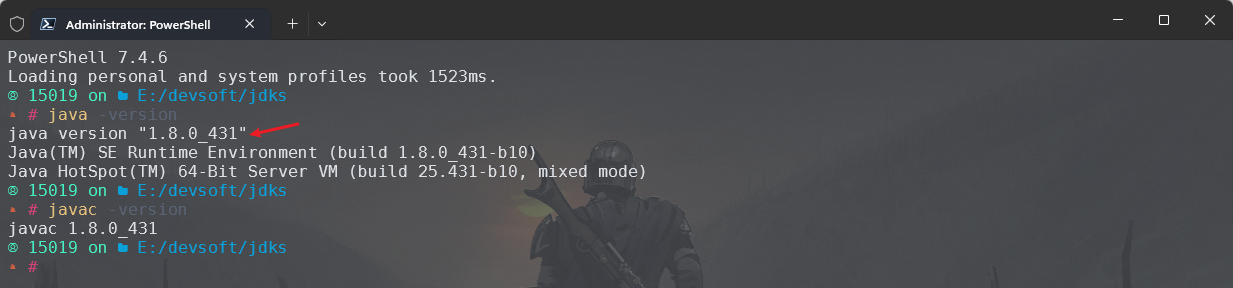 Administrator: PowerShell
PowerShell 7.4.6
Loading personal and system profiles took 1523ms.
15019 on E:/devsoft/jdks
# java -version
java version "1.8.0_431"
Java(TM) SE Runtime Environment (build 1.8.0_431-b10)
Java HotSpot(TM) 64-Bit Server VM (build 25.431-b10, mixed mode)
15019 on E:/devsoft/jdks
# javac -version
javac 1.8.0_431
15019 on E:/devsoft/jdks
#